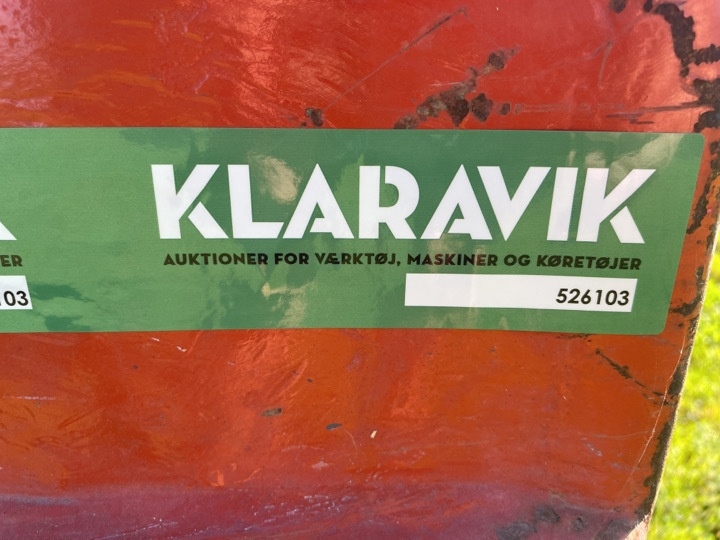 KLARAVIK
AUKTIONER FOR VÆRKTØJ, MASKINER OG KØRETØJER
526103